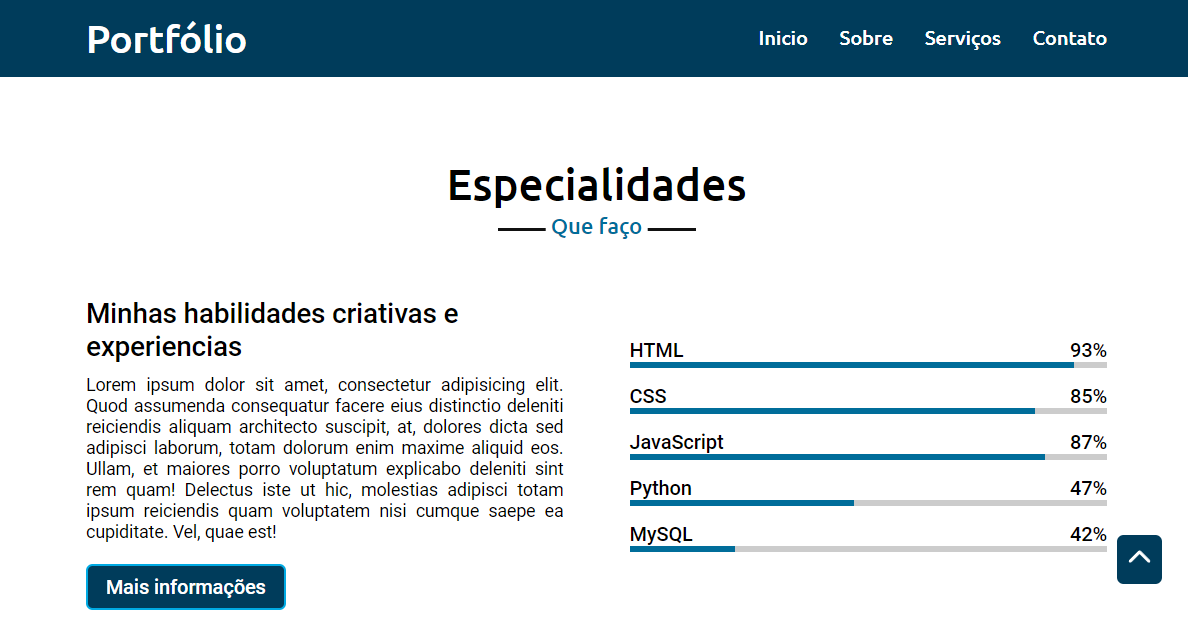 Portfólio
Inicio Sobre Serviços Contato
Especialidades
Que faço
Minhas habilidades criativas e
experiencias
Lorem ipsum dolor sit amet, consectetur adipisicing elit.
Quod assumenda consequatur facere eius distinctio deleniti
reiciendis aliquam architecto suscipit, at, dolores dicta sed
adipisci laborum, totam dolorum enim maxime aliquid eos.
Ullam, et maiores porro voluptatum explicabo deleniti sint
rem quam! Delectus iste ut hic, molestias adipisci totam
ipsum reiciendis quam voluptatem nisi cumque saepe ea
cupiditate. Vel, quae est!
Mais informações
HTML 93%
CSS 85%
JavaScript 87%
Python 47%
MySQL 42%